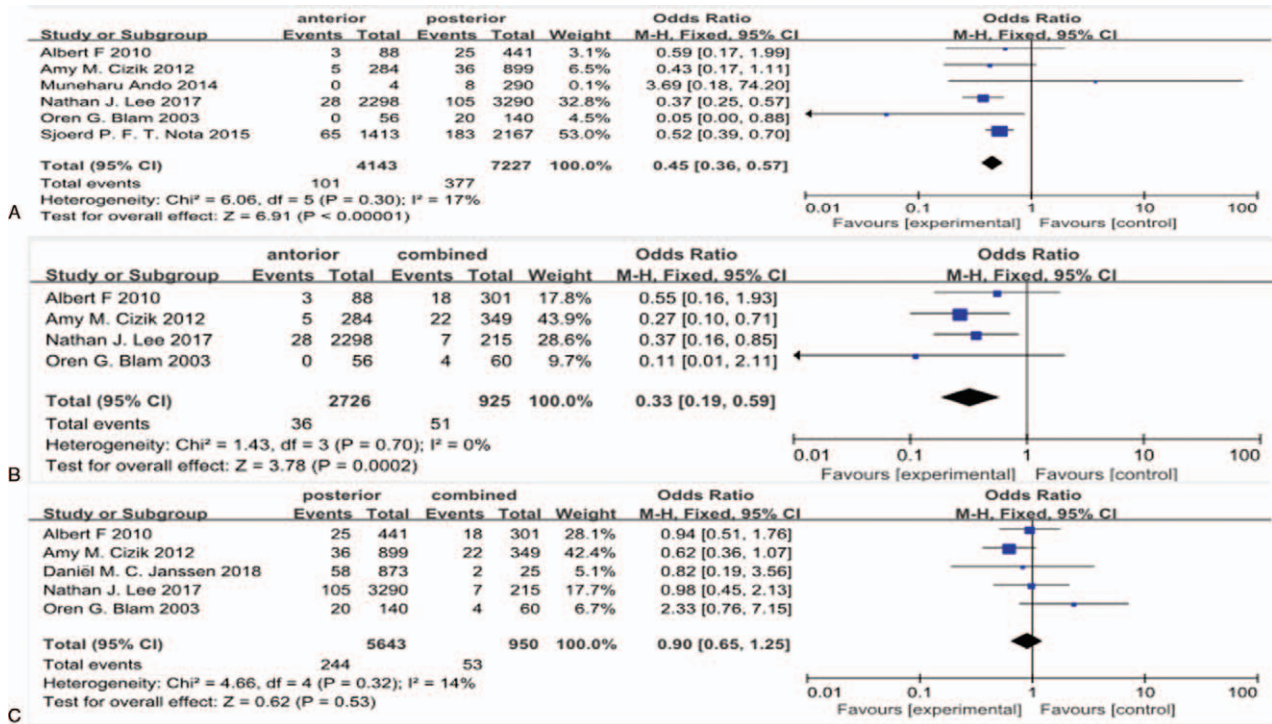 anterior posterior Odds Ratio Odds Ratio
Study or Subgroup Events Total Events Total Weight M-H, Fixed, 95% CI M-H, Fixed, 95% CI
Albert F 2010 3 88 25 441 3.1% 0.59 [0.17, 1.99]
Amy M. Cizik 2012 5 284 36 899 6.5% 0.43 [0.17, 1.11]
Muneharu Ando 2014 0 4 8 290 0.1% 3.69 [0.18, 74.20]
Nathan J. Lee 2017 28 2298 105 3290 32.8% 0.37 [0.25, 0.57]
Oren G. Blam 2003 0 56 20 140 4.5% 0.05 [0.00, 0.88]
Sjoerd P. F. T. Nota 2015 65 1413 183 2167 53.0% 0.52 [0.39, 0.70]
Total (95% CI) 4143 7227 100.0% 0.45 [0.36, 0.57]
Total events 101 377
Heterogeneity: Chi² = 6.06, df = 5 (P = 0.30); I² = 17%
Test for overall effect: Z = 6.91 (P < 0.00001)
0.01 0.1 1 10 100
Favours [experimental] Favours [control]
A
antorior combined Odds Ratio Odds Ratio
Study or Subgroup Events Total Events Total Weight M-H, Fixed, 95% CI M-H, Fixed, 95% CI
Albert F 2010 3 88 18 301 17.8% 0.55 [0.16, 1.93]
Amy M. Cizik 2012 5 284 22 349 43.9% 0.27 [0.10, 0.71]
Nathan J. Lee 2017 28 2298 7 215 28.6% 0.37 [0.16, 0.85]
Oren G. Blam 2003 0 56 4 60 9.7% 0.11 [0.01, 2.11]
Total (95% CI) 2726 925 100.0% 0.33 [0.19, 0.59]
Total events 36 51
Heterogeneity: Chi² = 1.43, df = 3 (P = 0.70); I² = 0%
Test for overall effect: Z = 3.78 (P = 0.0002)
0.01 0.1 1 10 100
Favours [experimental] Favours [control]
B
posterior combined Odds Ratio Odds Ratio
Study or Subgroup Events Total Events Total Weight M-H, Fixed, 95% CI M-H, Fixed, 95% CI
Albert F 2010 25 441 18 301 28.1% 0.94 [0.51, 1.76]
Amy M. Cizik 2012 36 899 22 349 42.4% 0.62 [0.36, 1.07]
Daniël M. C. Janssen 2018 58 873 2 25 5.1% 0.82 [0.19, 3.56]
Nathan J. Lee 2017 105 3290 7 215 17.7% 0.98 [0.45, 2.13]
Oren G. Blam 2003 20 140 4 60 6.7% 2.33 [0.76, 7.15]
Total (95% CI) 5643 950 100.0% 0.90 [0.65, 1.25]
Total events 244 53
Heterogeneity: Chi² = 4.66, df = 4 (P = 0.32); I² = 14%
Test for overall effect: Z = 0.62 (P = 0.53)
0.01 0.1 1 10 100
Favours [experimental] Favours [control]
C